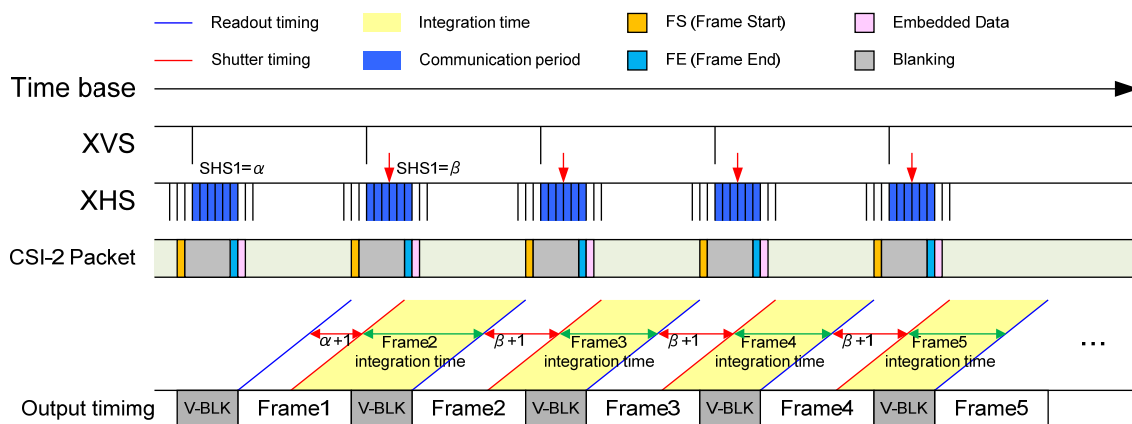 Readout timing
Integration time
FS (Frame Start)
Embedded Data
Shutter timing
Communication period
FE (Frame End)
Blanking
Time base
XVS
SHS1=α
SHS1=β
XHS
CSI-2 Packet
α+1
Frame2
integration time
β+1
Frame3
integration time
β+1
Frame4
integration time
β+1
Frame5
integration time
...
Output timimg
V-BLK
Frame1
V-BLK
Frame2
V-BLK
Frame3
V-BLK
Frame4
V-BLK
Frame5